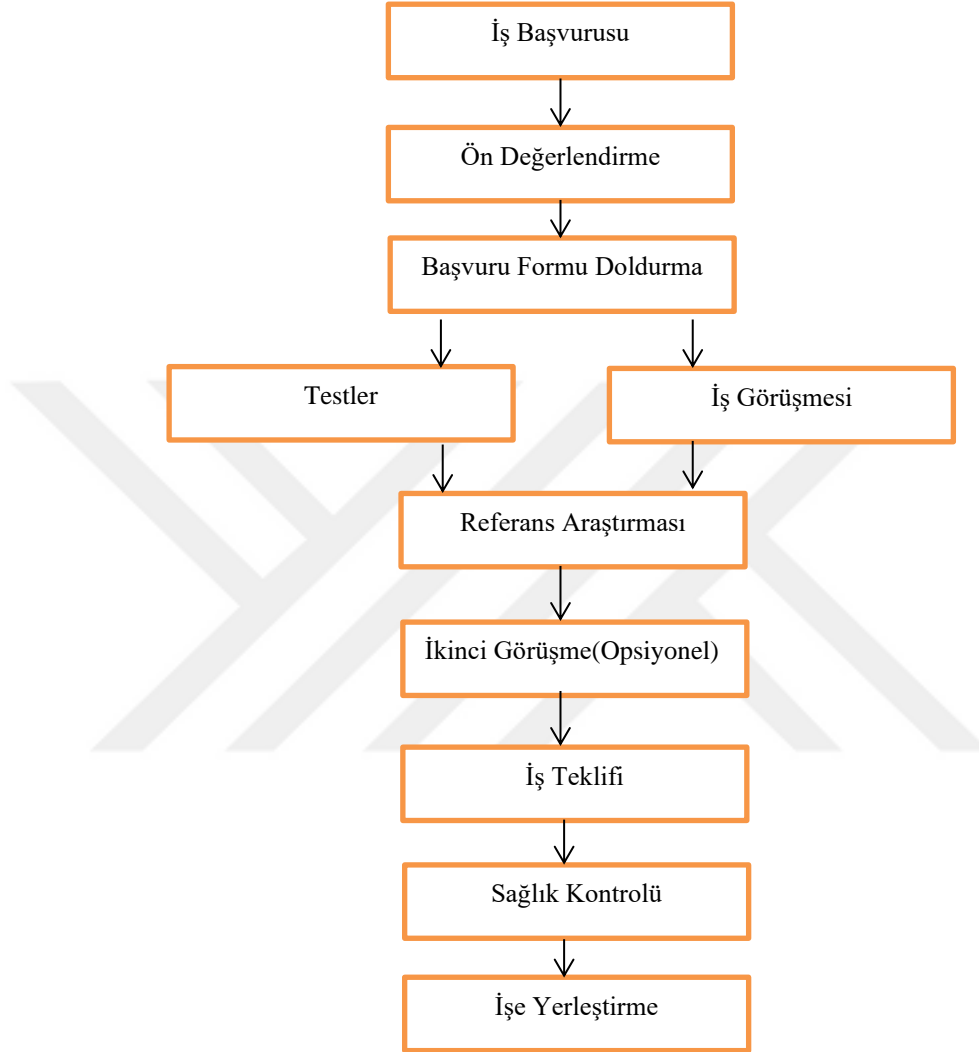 İş Başvurusu
Ön Değerlendirme
Başvuru Formu Doldurma
Testler
İş Görüşmesi
Referans Araştırması
İkinci Görüşme(Opsiyonel)
İş Teklifi
Sağlık Kontrolü
İşe Yerleştirme